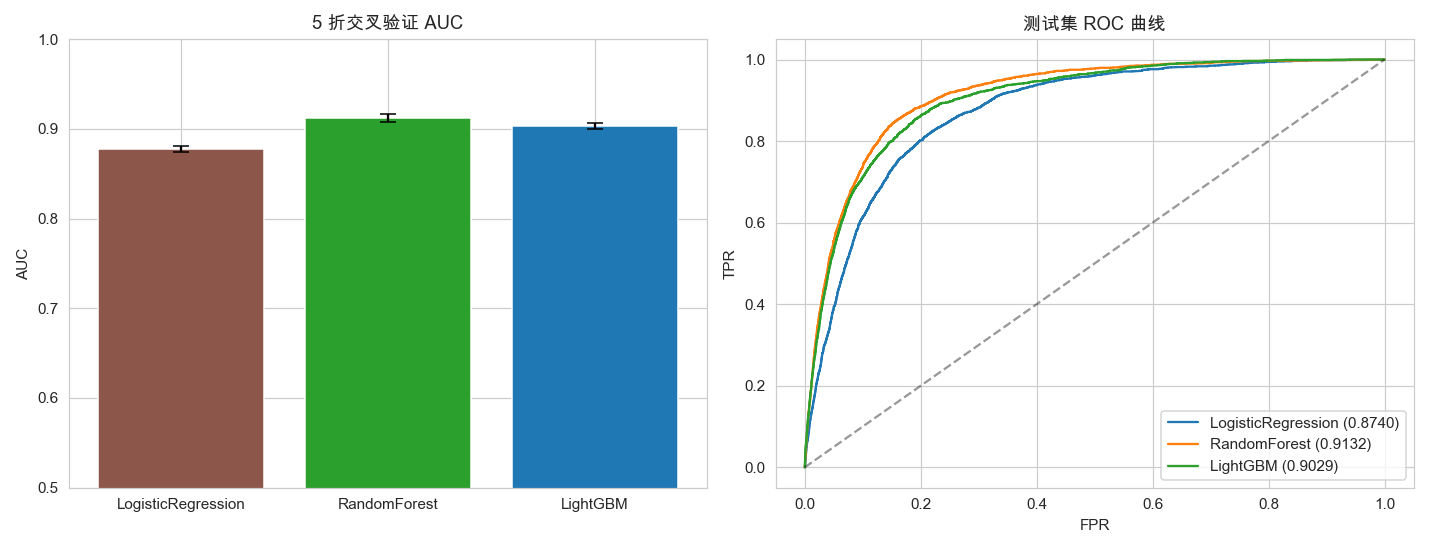 5 折交叉验证 AUC
1.0
0.9
0.8
0.7
0.6
0.5
AUC
LogisticRegression
RandomForest
LightGBM
测试集 ROC 曲线
1.0
0.8
0.6
0.4
0.2
0.0
TPR
0.0
0.2
0.4
0.6
0.8
1.0
FPR
LogisticRegression (0.8740)
RandomForest (0.9132)
LightGBM (0.9029)